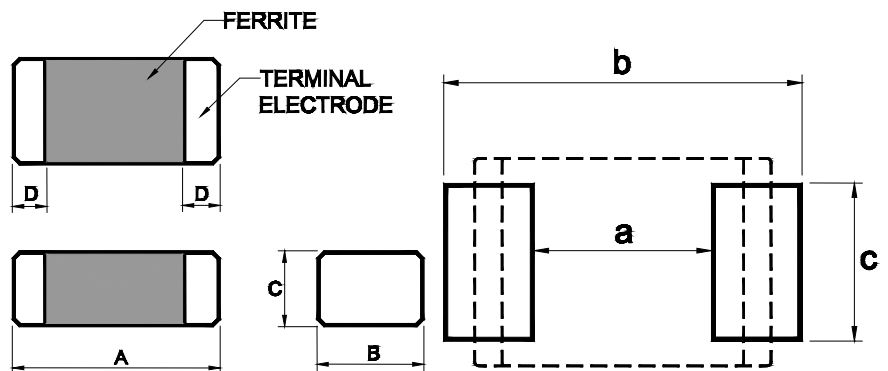 FERRITE
TERMINAL
ELECTRODE
D D
A
C
B
b
a
c